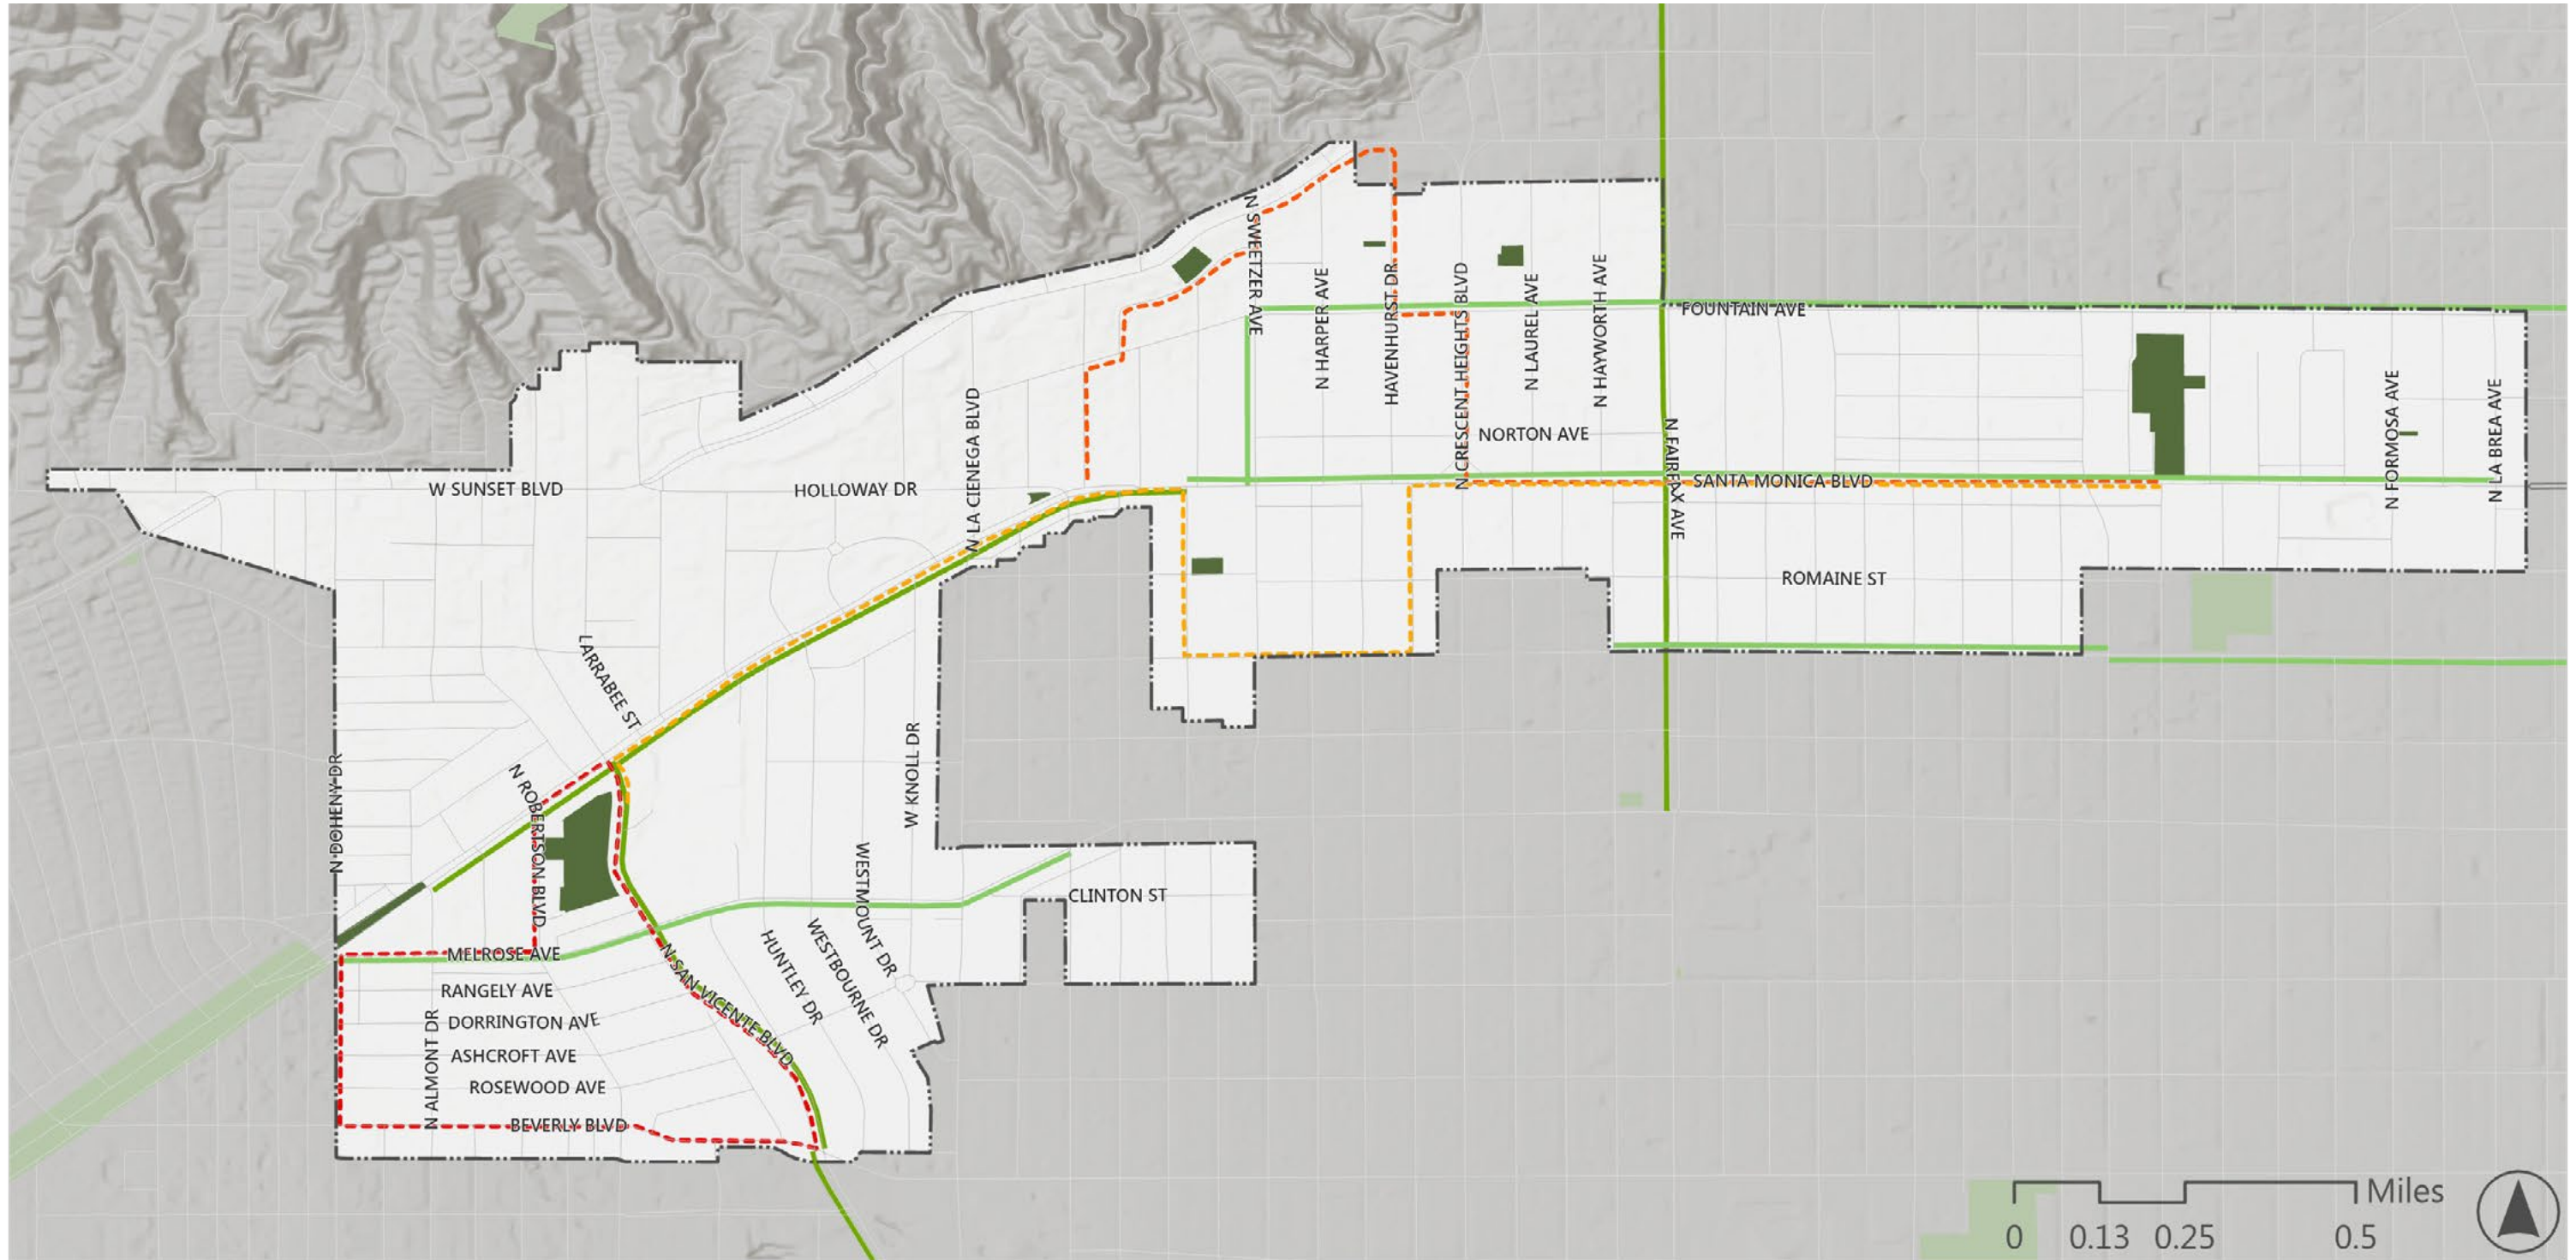 N SWEETZER AVE
N HARPER AVE
HAVENHURST DR
N CRESCENT HEIGHTS BLVD
N LAUREL AVE
N HAYWORTH AVE
FOUNTAIN AVE
N LA CIENEGA BLVD
NORTON AVE
N FAIRFAX AVE
N FORMOSA AVE
N LA BREA AVE
W SUNSET BLVD
HOLLOWAY DR
SANTA MONICA BLVD
ROMAINE ST
LARRABEE ST
N DOHENY DR
N ROBERTSON BLVD
W KNOLL DR
WESTMOUNT DR
CLINTON ST
MELROSE AVE
N SAN VICENTE BLVD
HUNTLEY DR
WESTBOURNE DR
RANGELY AVE
N ALMONT DR
DORRINGTON AVE
ASHCROFT AVE
ROSEWOOD AVE
BEVERLY BLVD
Miles
0 0.13 0.25 0.5